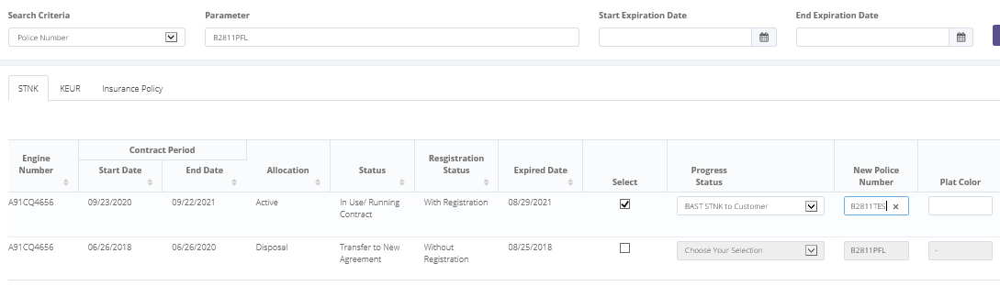 Search Criteria
Parameter
Start Expiration Date
End Expiration Date
Police Number
B2811PFL
STNK
KEUR
Insurance Policy
Engine
Number
Contract Period
Start Date
End Date
Allocation
Status
Resgistration
Status
Expired Date
Select
Progress
Status
New Police
Number
Plat Color
A91CQ4656
09/23/2020
09/22/2021
Active
In Use/ Running
Contract
With Registration
08/29/2021
BAST STNK to Customer
B2811TES
A91CQ4656
06/26/2018
06/26/2020
Disposal
Transfer to New
Agreement
Without
Registration
08/25/2018
Choose Your Selection
B2811PFL
-